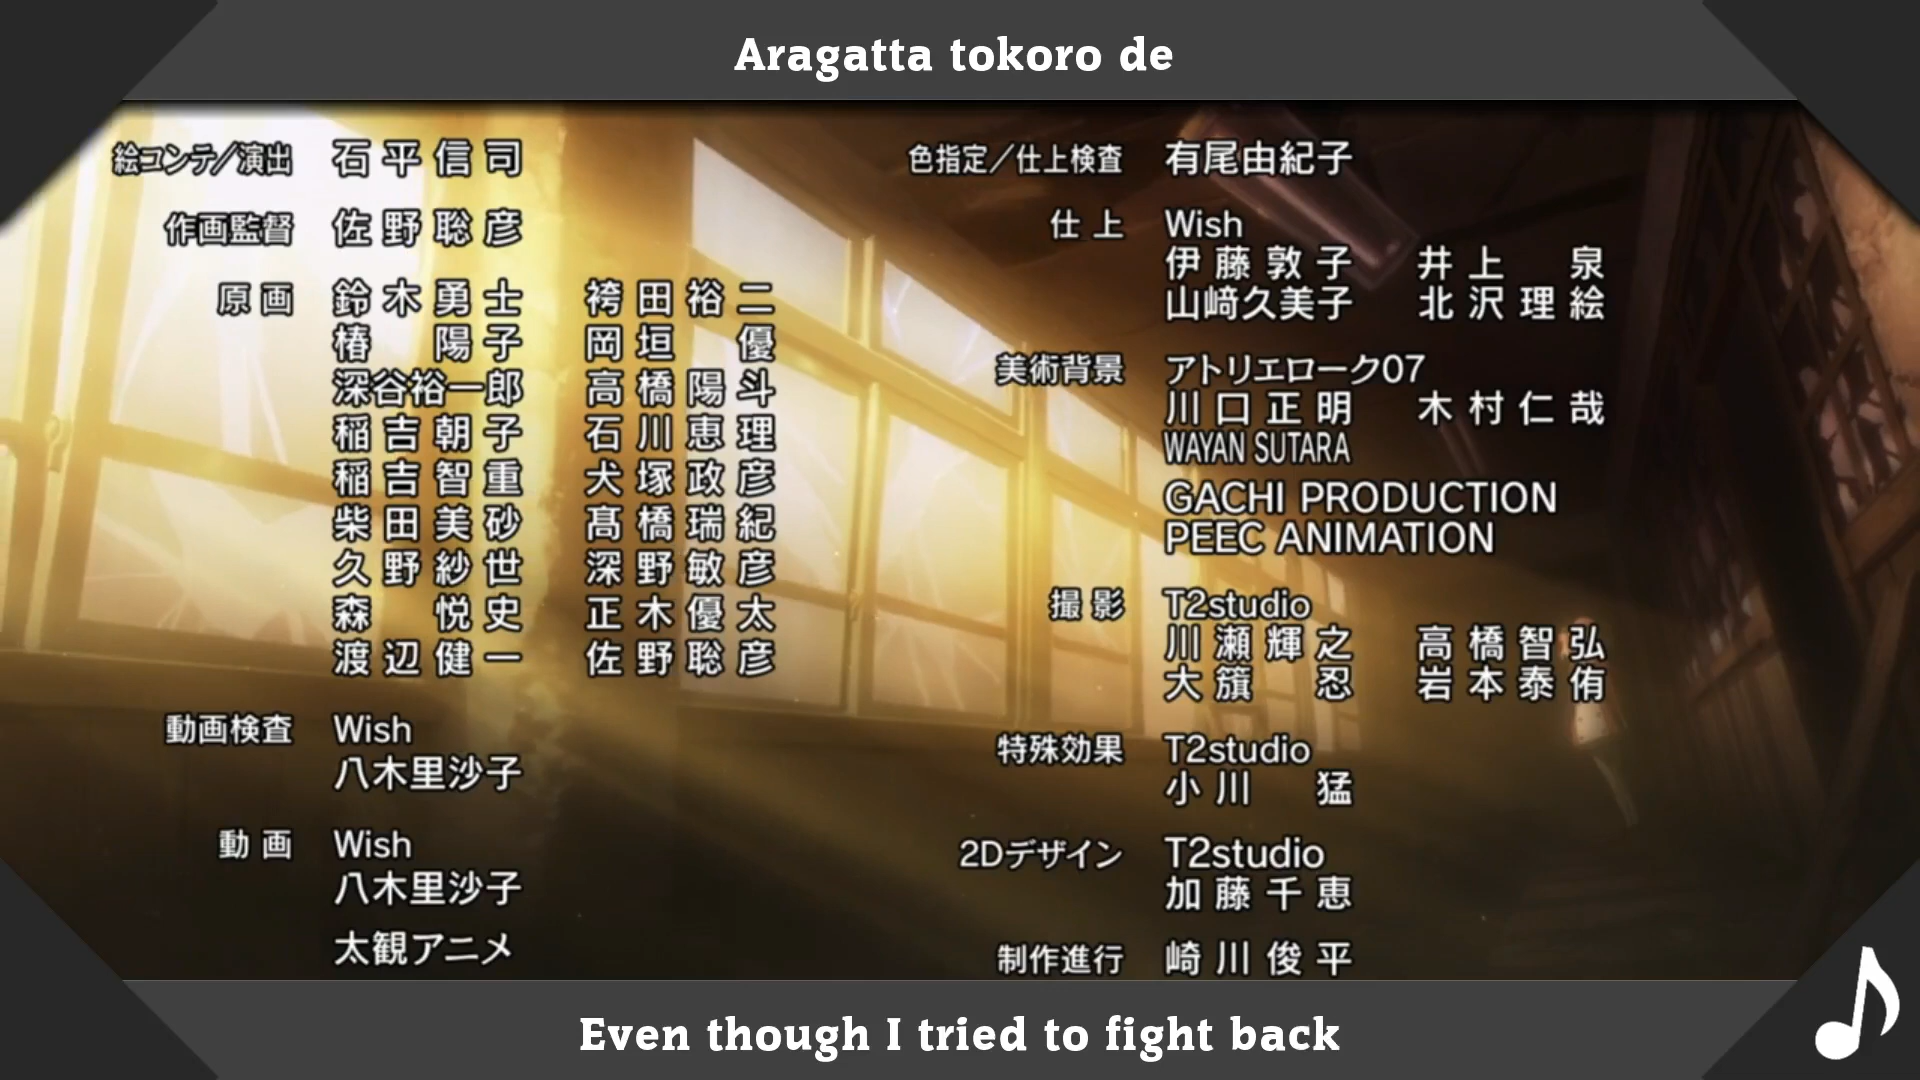 Aragatta tokoro de
絵コンテ／演出 石平信司
作画監督 佐野聡彦
原画 鈴木勇士 袴田裕二
椿 陽子 岡垣 優
深谷裕一郎 高橋陽斗
稲吉朝子 石川恵理
稲吉智重 犬塚政彦
柴田美砂 髙橋瑞紀
久野紗世 深野敏彦
森 悦史 正木優太
渡辺健一 佐野聡彦
動画検査 Wish
八木里沙子
動画 Wish
八木里沙子
太観アニメ
色指定／仕上検査 有尾由紀子
仕上 Wish
伊藤敦子 井上 泉
山﨑久美子 北沢理絵
美術背景 アトリエローク07
川口正明 木村仁哉
WAYAN SUTARA
GACHI PRODUCTION
PEEC ANIMATION
撮影 T2studio
川瀬輝之 高橋智弘
大籏 忍 岩本泰侑
特殊効果 T2studio
小川 猛
2Dデザイン T2studio
加藤千恵
制作進行 崎川俊平
Even though I tried to fight back